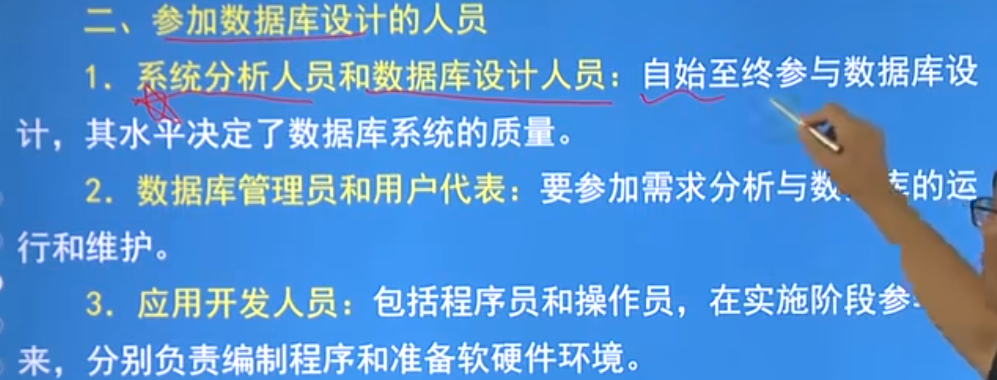 二、参加数据库设计的人员
1. 系统分析人员和数据库设计人员：自始至终参与数据库设
计，其水平决定了数据库系统的质量。
2. 数据库管理员和用户代表：要参加需求分析与数 库的运
行和维护。
3. 应用开发人员：包括程序员和操作员，在实施阶段参
来，分别负责编制程序和准备软硬件环境。